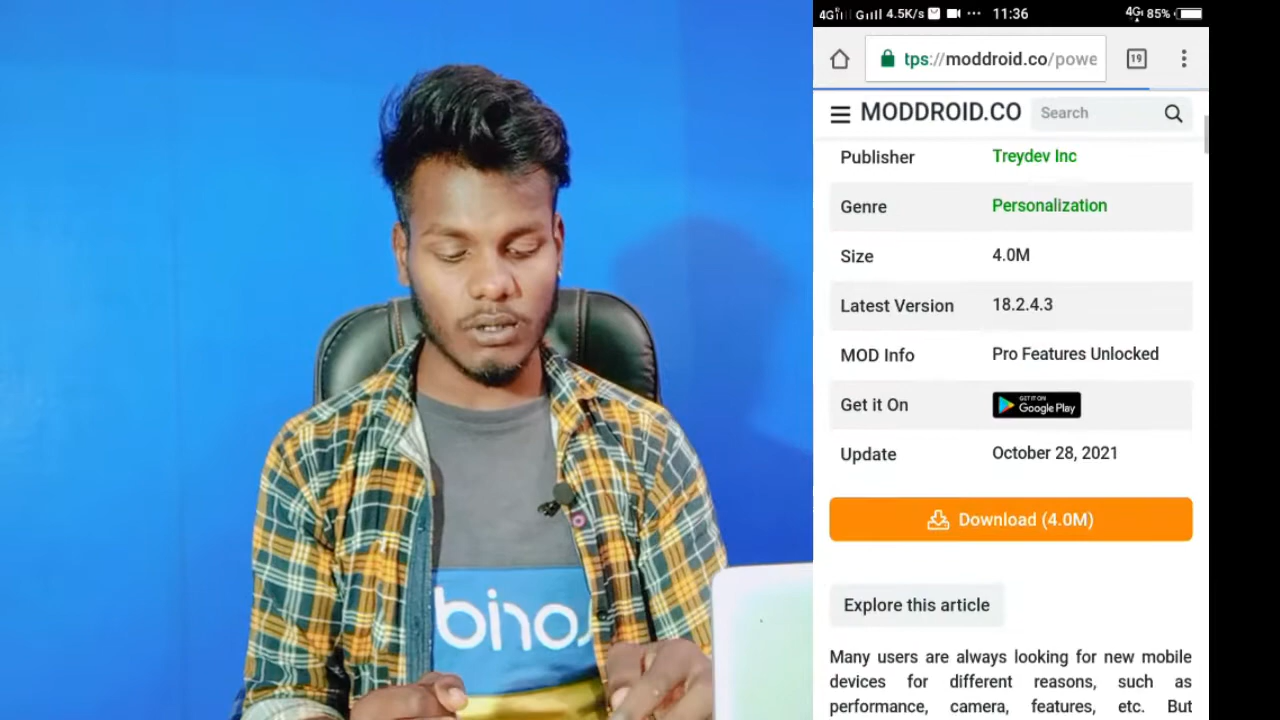 4G 4.5K/s 11:36 4G 85%
tps://moddroid.co/powe 19
MODDROID.CO Search
Publisher Treydev Inc
Genre Personalization
Size 4.0M
Latest Version 18.2.4.3
MOD Info Pro Features Unlocked
Get it On GET IT ON Google Play
Update October 28, 2021
Download (4.0M)
Explore this article
Many users are always looking for new mobile
devices for different reasons, such as
performance, camera, features, etc. But